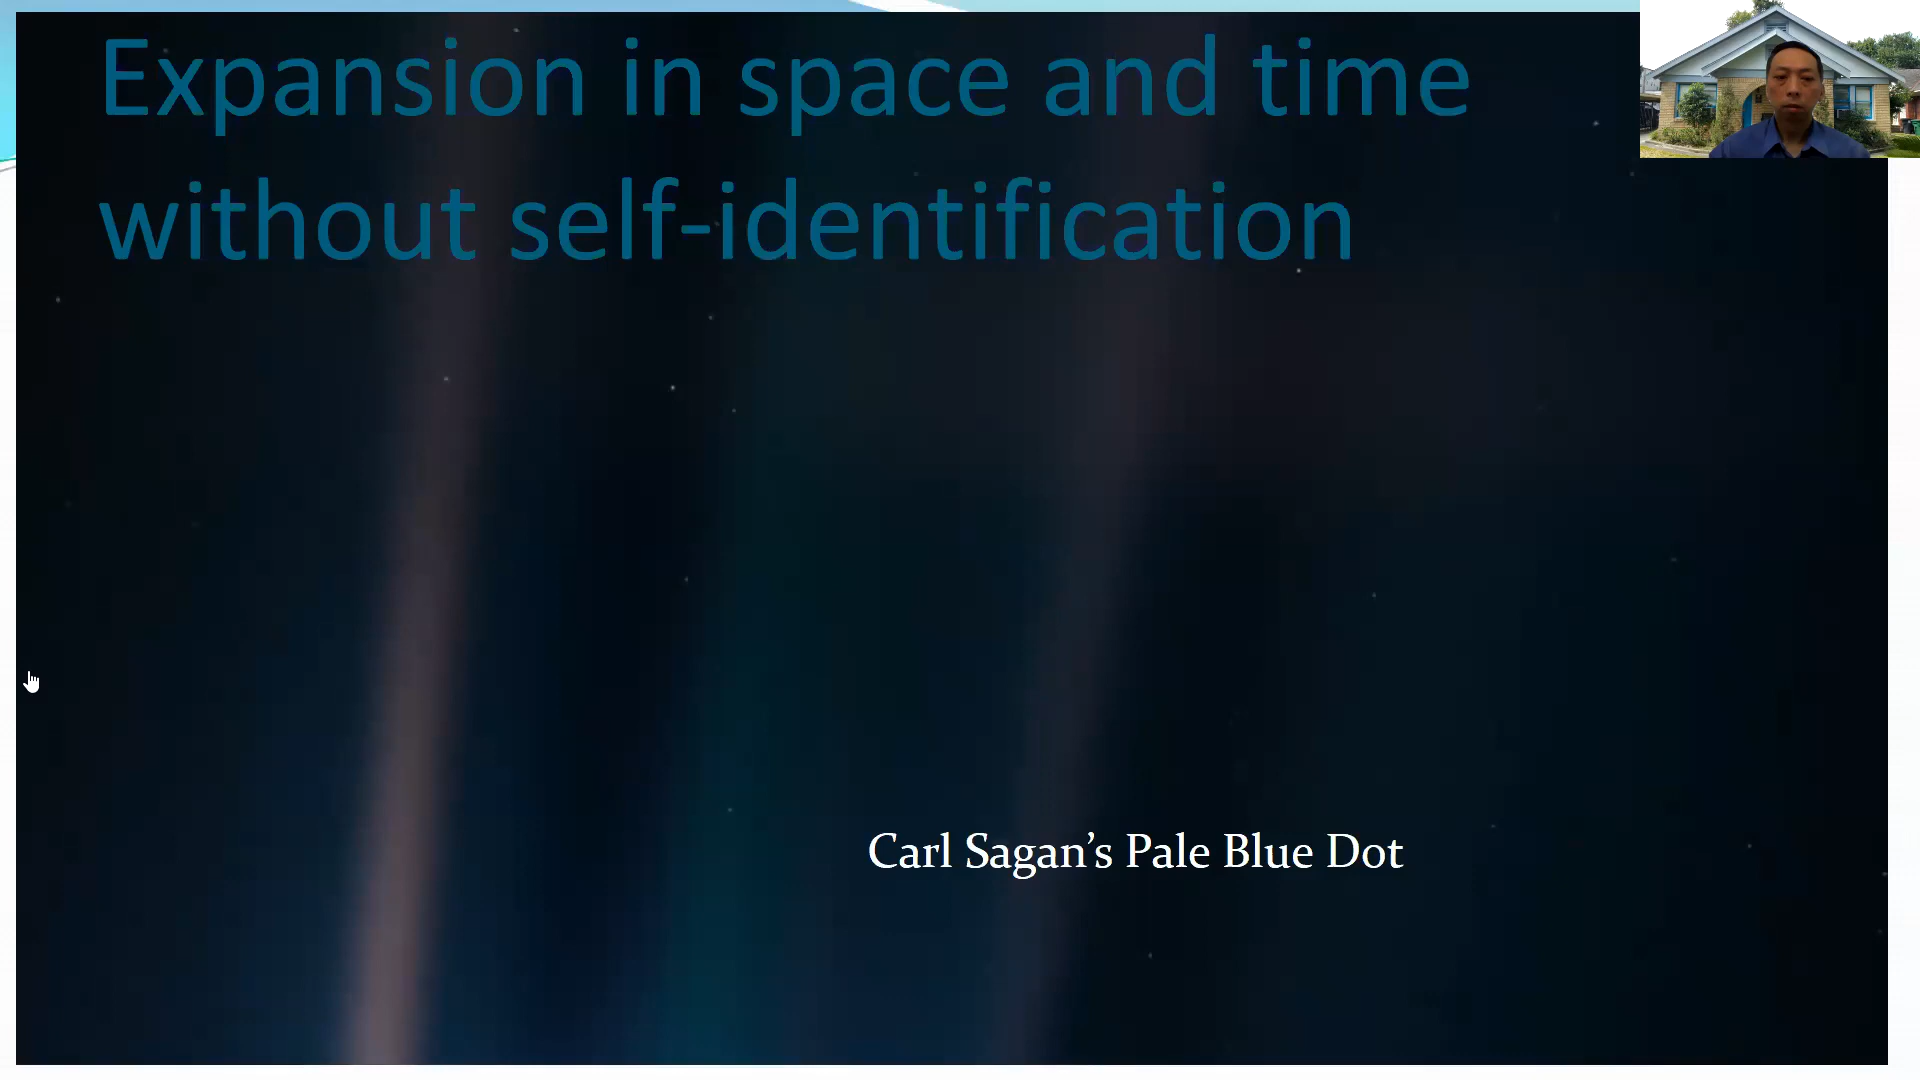 Expansion in space and time
without self-identification
Carl Sagan’s Pale Blue Dot